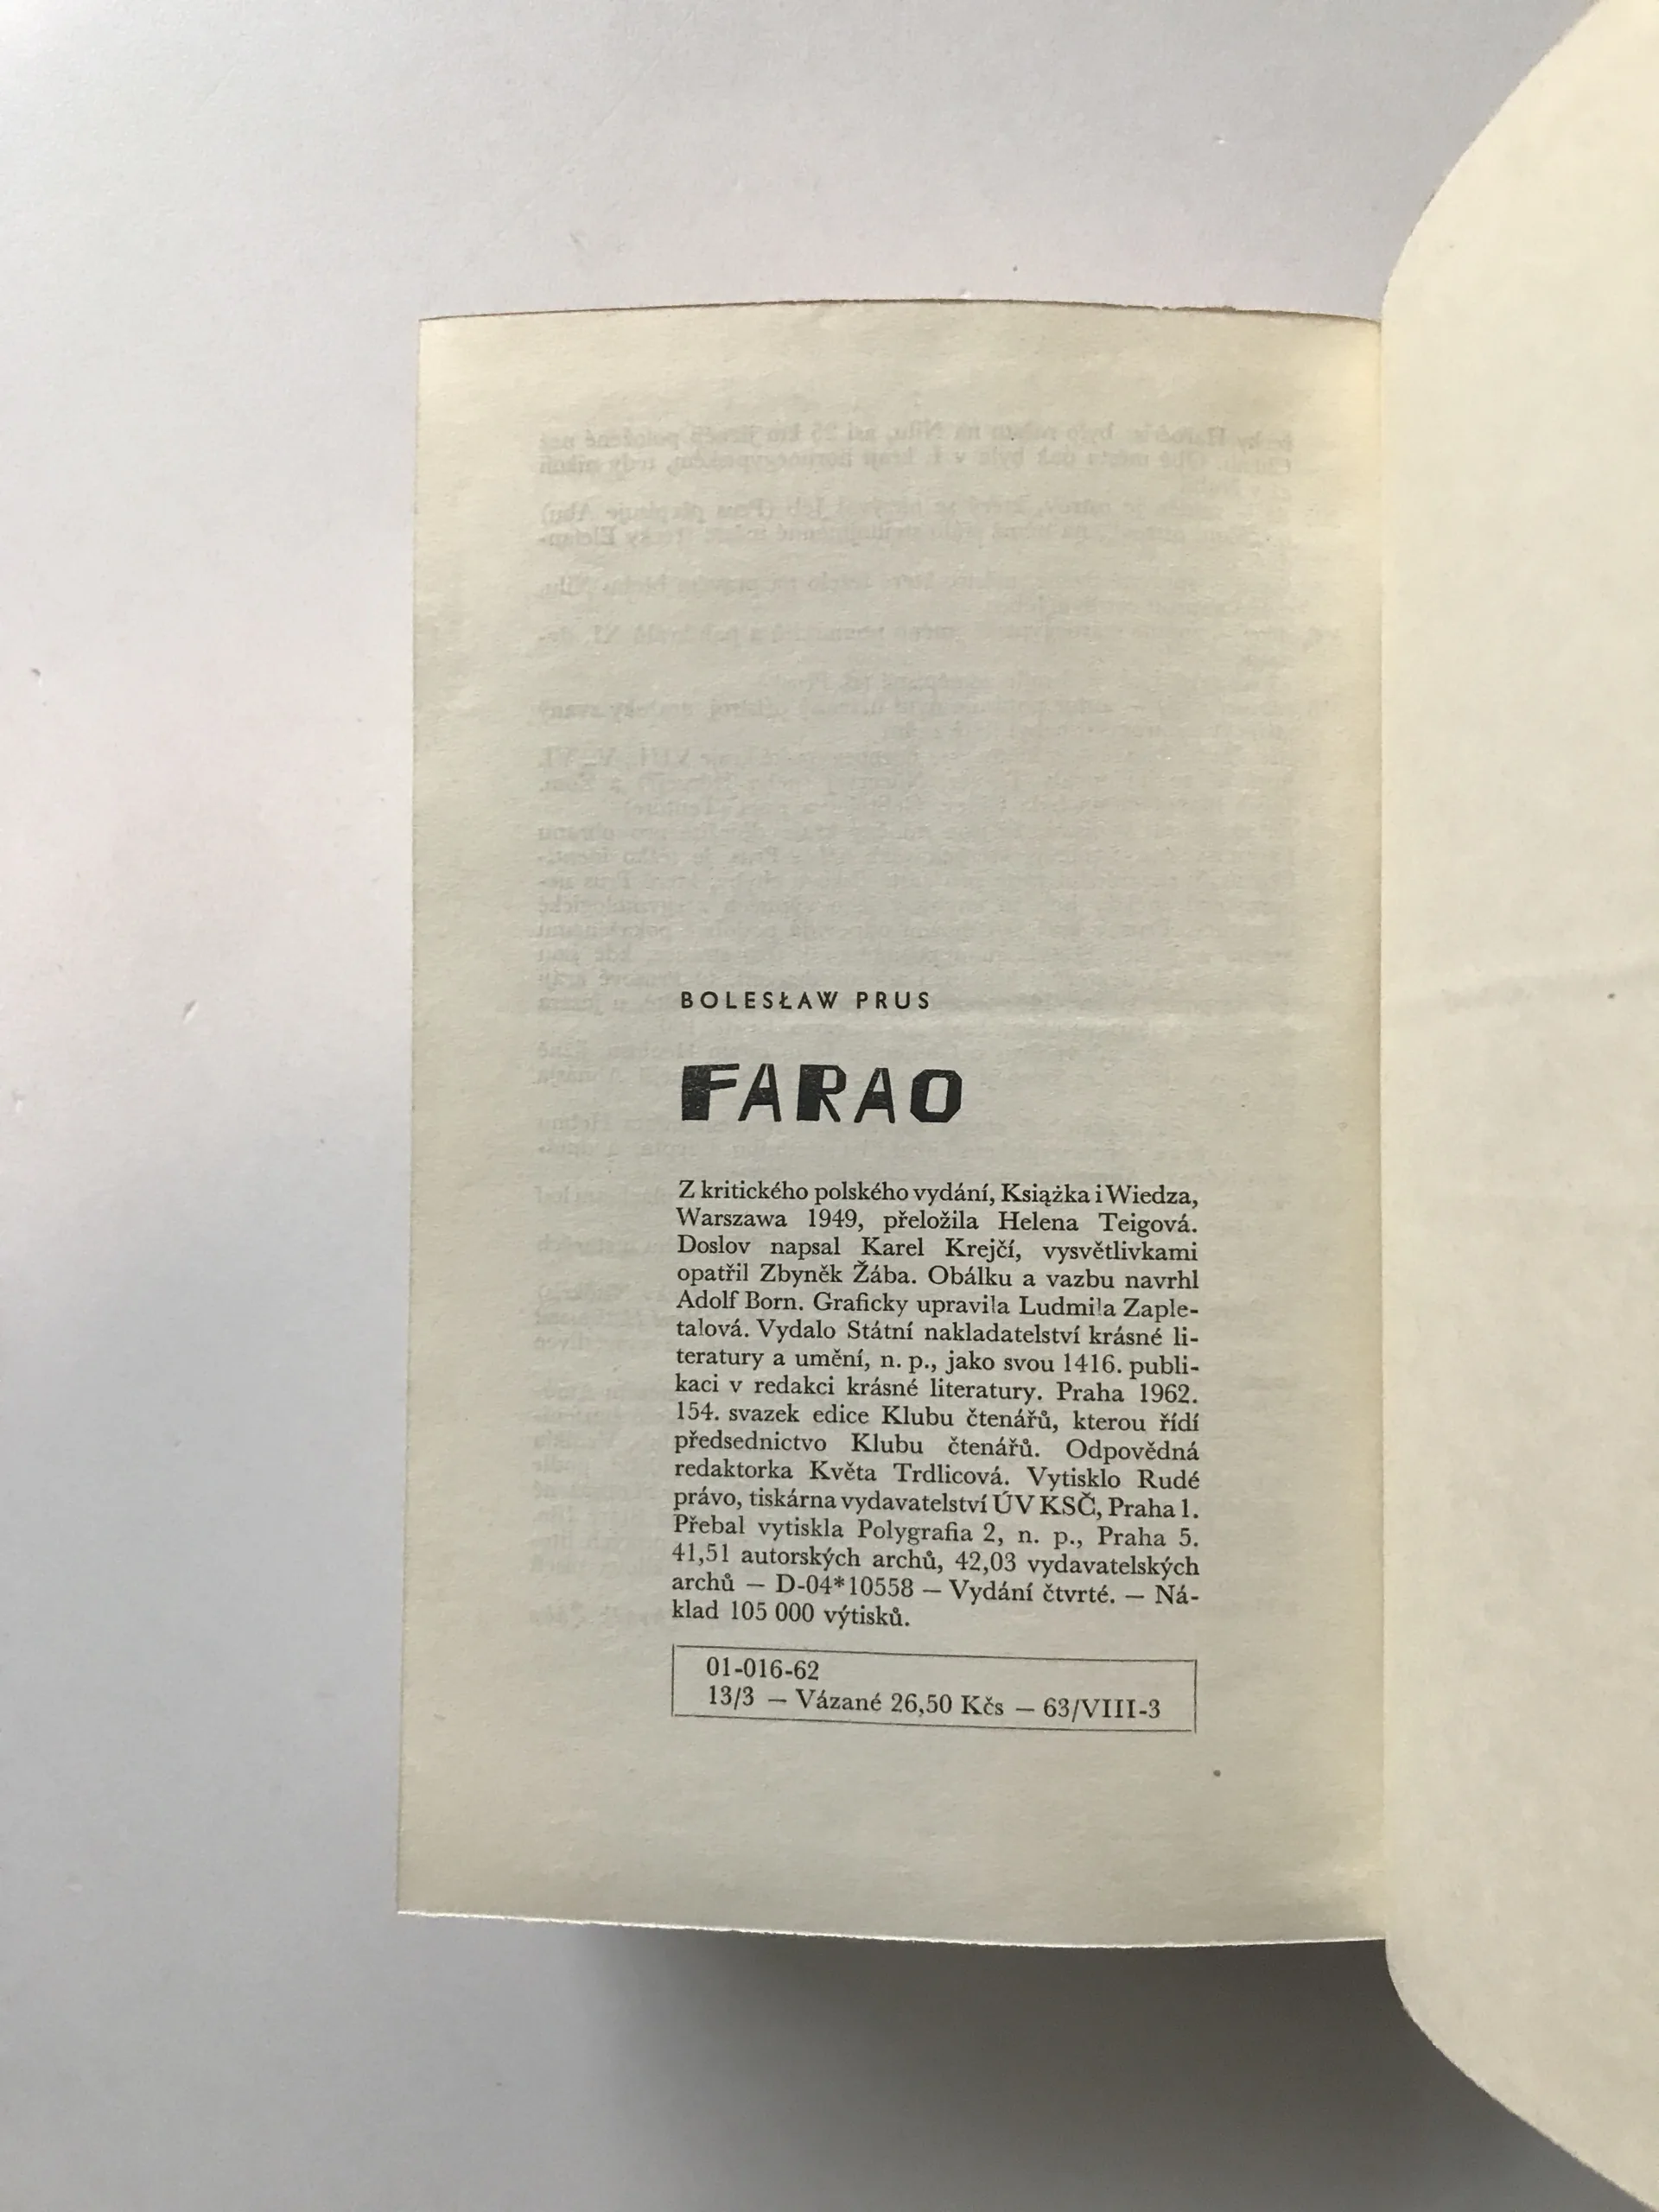 BOLESŁAW PRUS
FARAO
Z kritického polského vydání, Książka i Wiedza,
Warszawa 1949, přeložila Helena Teigová.
Doslov napsal Karel Krejčí, vysvětlivkami
opatřil Zbyněk Žába. Obálku a vazbu navrhl
Adolf Born. Graficky upravila Ludmila Zaple-
talová. Vydalo Státní nakladatelství krásné li-
teratury a umění, n. p., jako svou 1416. publi-
kaci v redakci krásné literatury. Praha 1962.
154. svazek edice Klubu čtenářů, kterou řídí
předsednictvo Klubu čtenářů. Odpovědná
redaktorka Květa Trdlicová. Vytisklo Rudé
právo, tiskárna vydavatelství ÚV KSČ, Praha 1.
Přebal vytiskla Polygrafia 2, n. p., Praha 5.
41,51 autorských archů, 42,03 vydavatelských
archů — D-04*10558 — Vydání čtvrté. — Ná-
klad 105 000 výtisků.
01-016-62
13/3 — Vázané 26,50 Kčs — 63/VIII-3